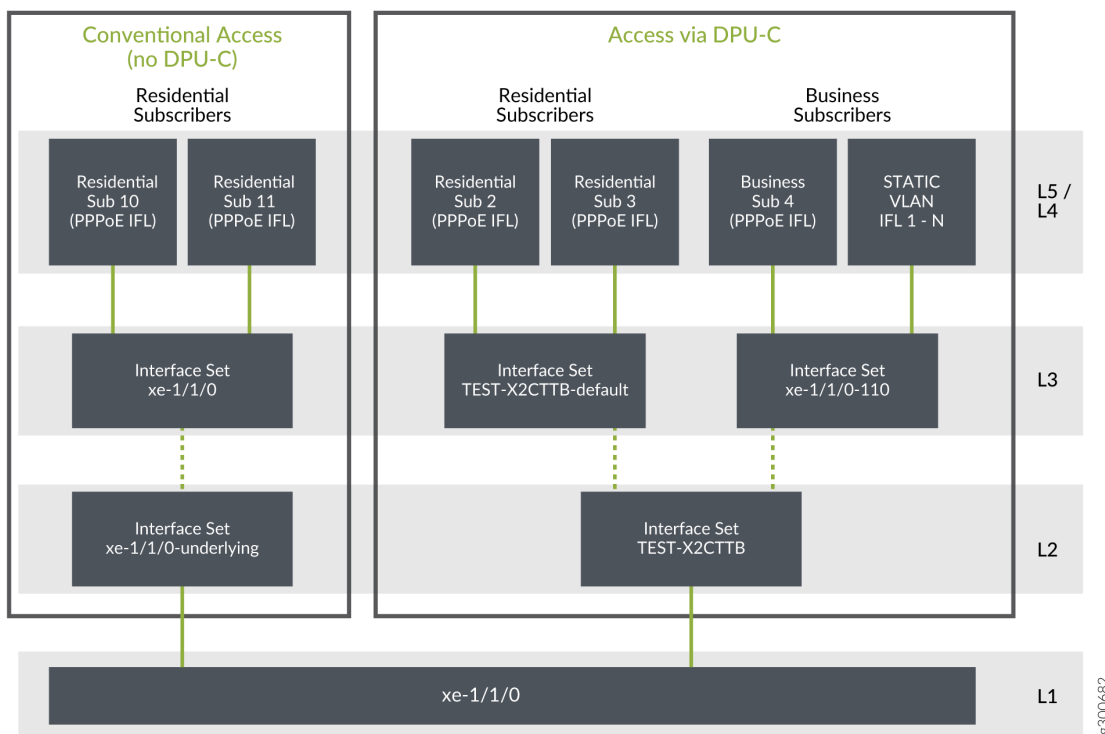 Conventional Access
(no DPU-C)
Access via DPU-C
Residential
Subscribers
Residential
Subscribers
Business
Subscribers
Residential
Sub 10
(PPPoE IFL)
Residential
Sub 11
(PPPoE IFL)
Residential
Sub 2
(PPPoE IFL)
Residential
Sub 3
(PPPoE IFL)
Business
Sub 4
(PPPoE IFL)
STATIC
VLAN
IFL 1 - N
L5 /
L4
Interface Set
xe-1/1/0
Interface Set
TEST-X2CTTB-default
Interface Set
xe-1/1/0-110
L3
Interface Set
xe-1/1/0-underlying
Interface Set
TEST-X2CTTB
L2
xe-1/1/0
L1
g300682